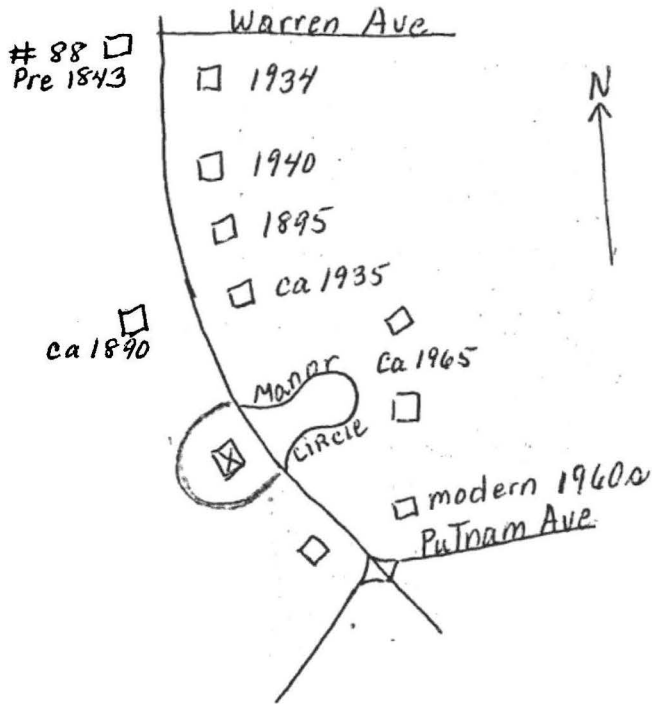 Warren Ave
# 88
Pre 1843
N
1934
1940
1895
ca 1935
ca 1890
Ca 1965
Manor
CiRcle
modern 1960s
PuTnam Ave